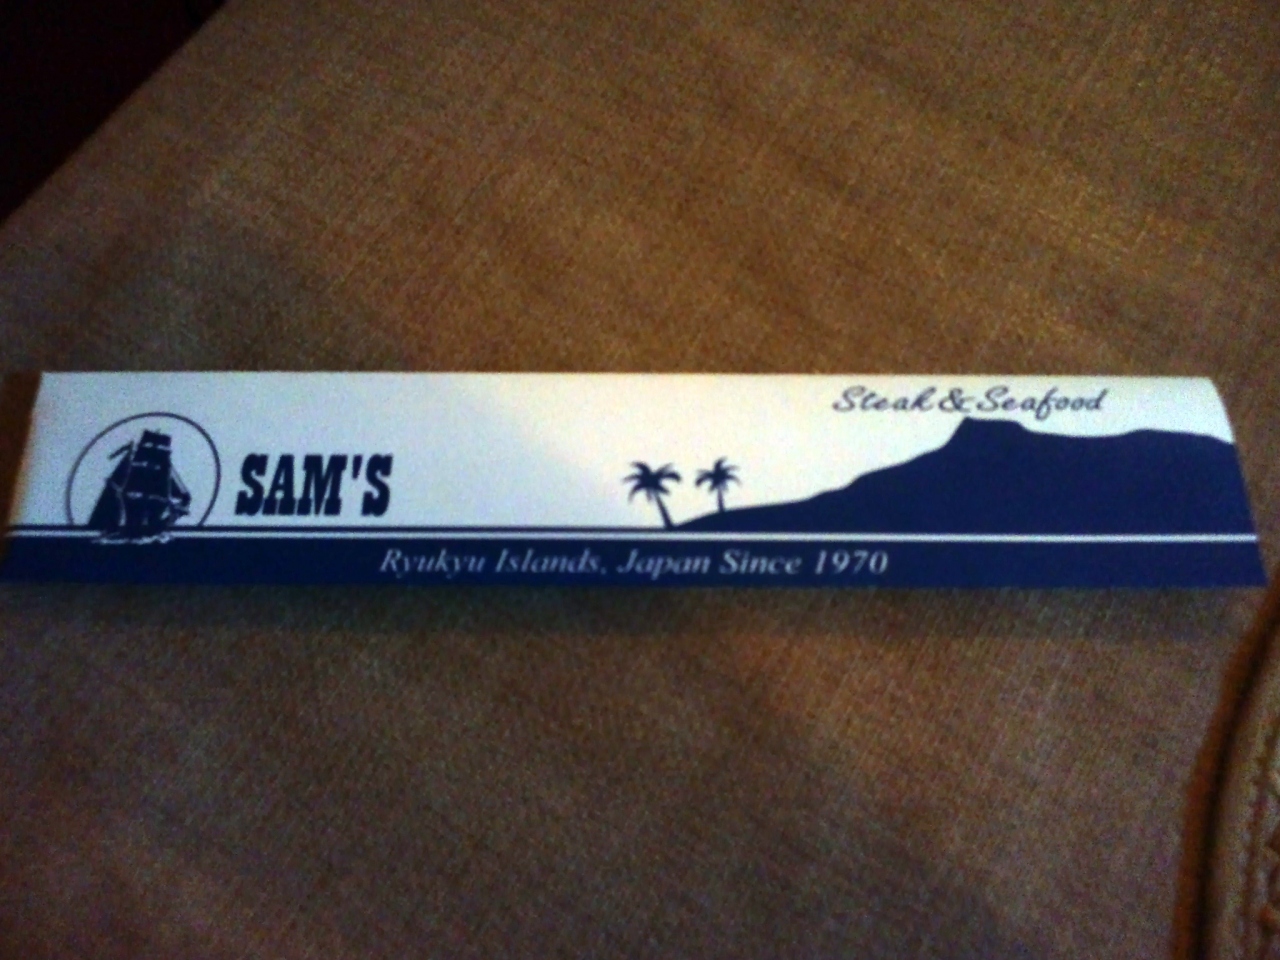 Steak & Seafood
SAM'S
Ryukyu Islands, Japan Since 1970